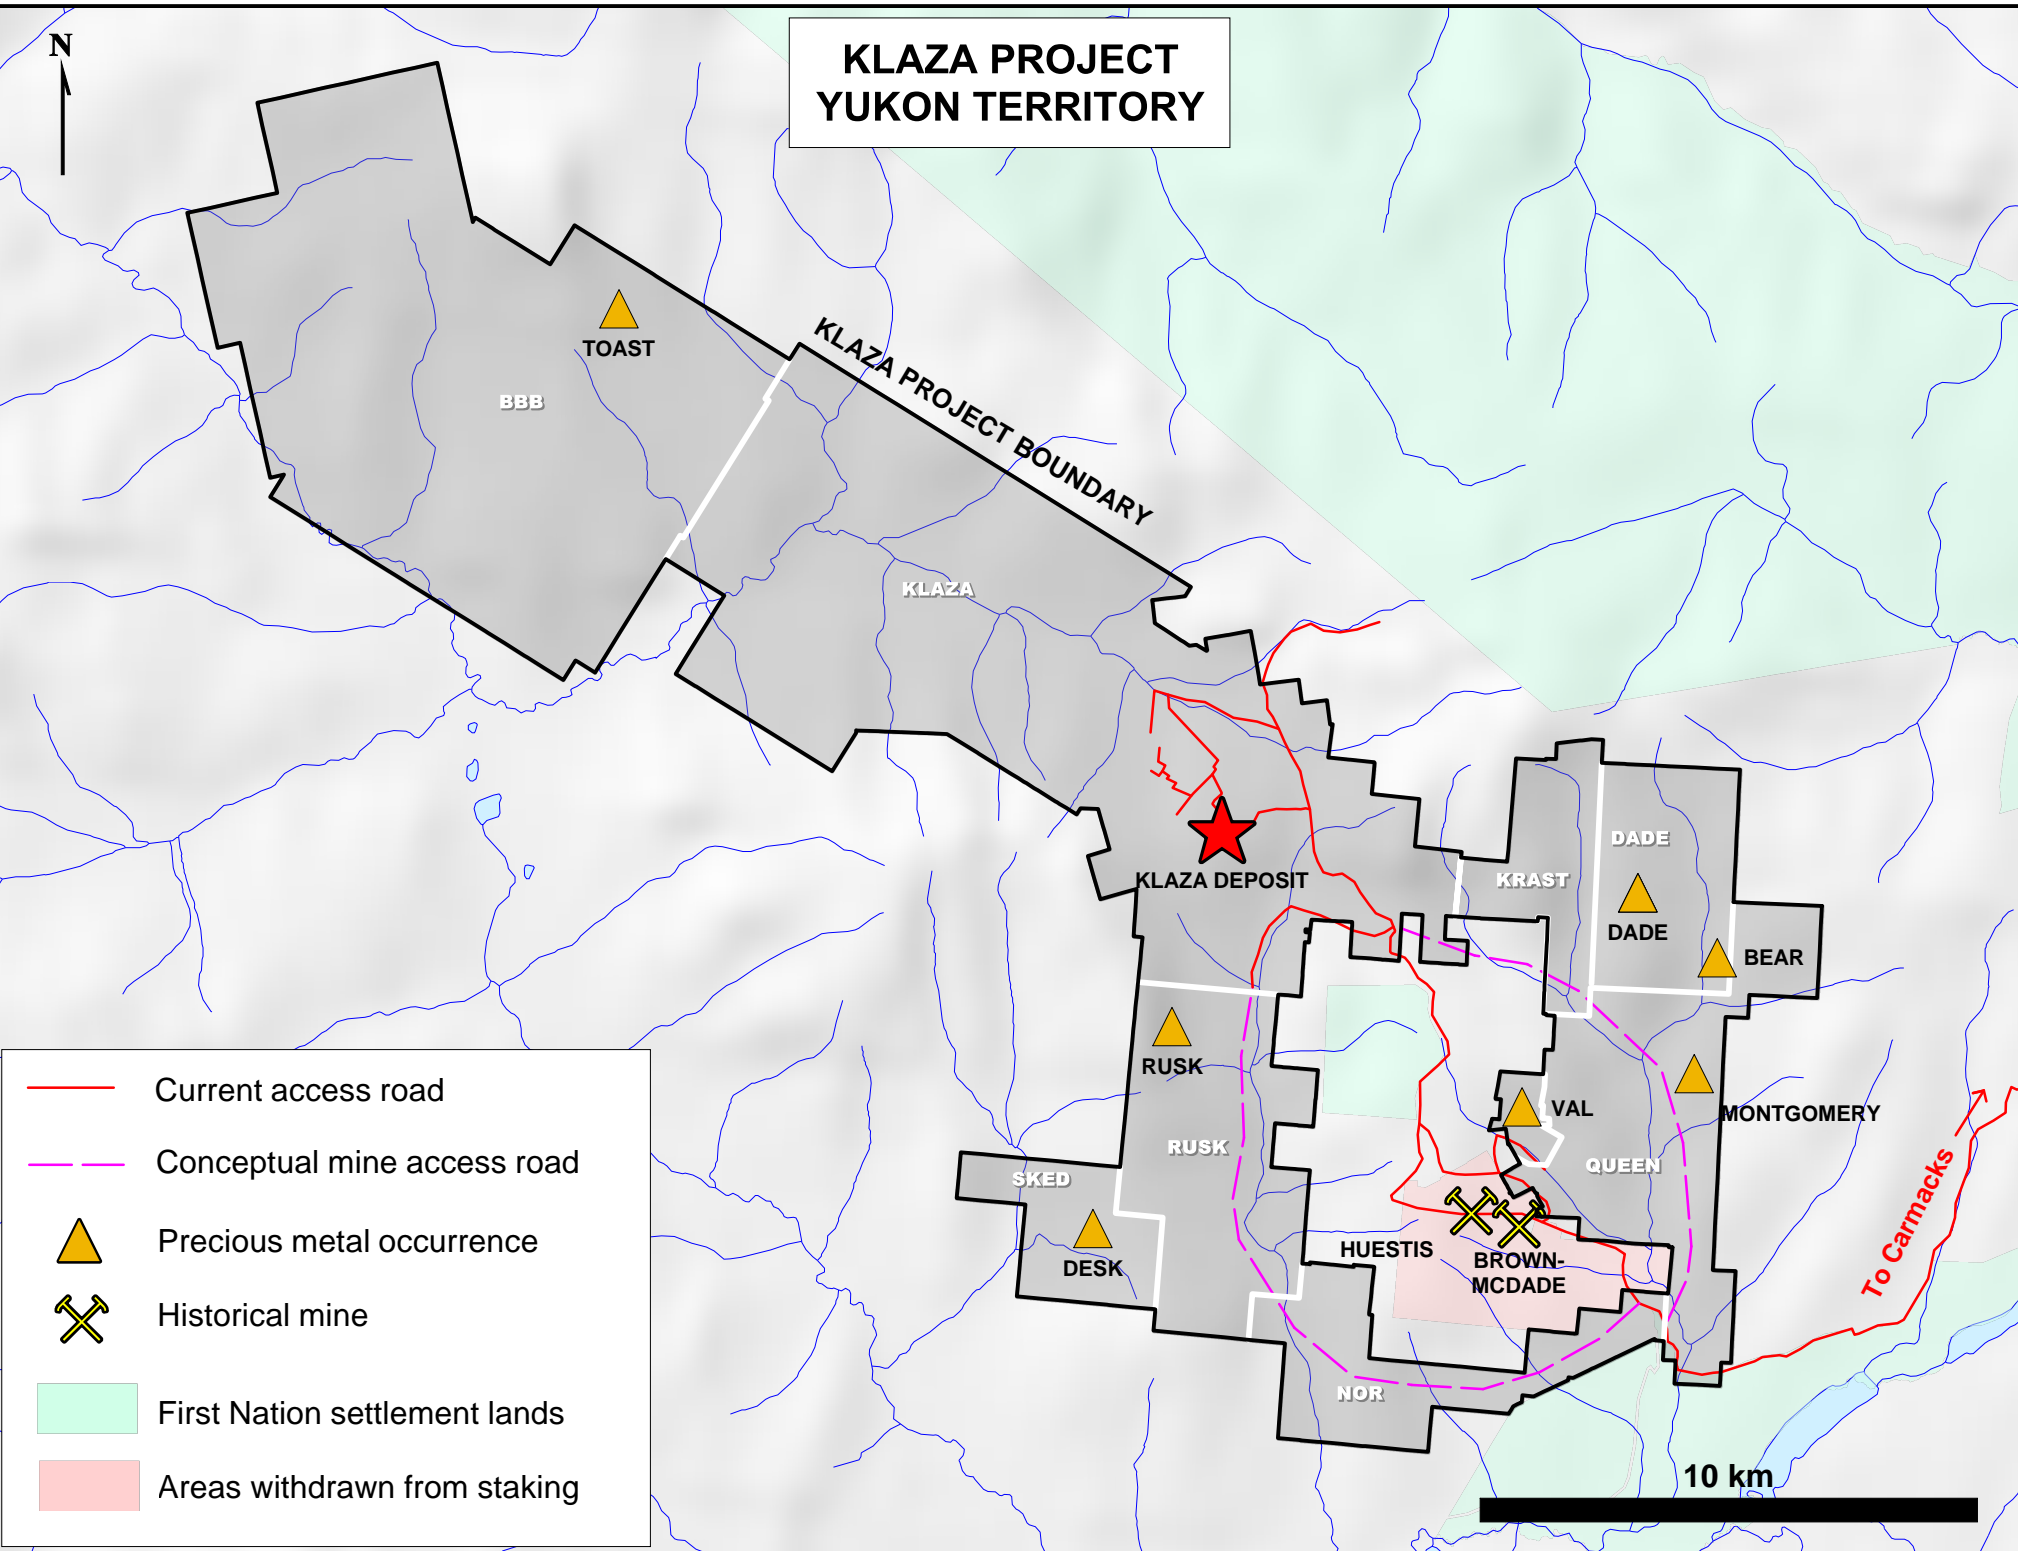 N
KLAZA PROJECT
YUKON TERRITORY
KLAZA PROJECT BOUNDARY
TOAST
BBB
KLAZA
KLAZA DEPOSIT
DADE
KRAST
DADE
BEAR
RUSK
RUSK
VAL
MONTGOMERY
QUEEN
SKED
DESK
HUESTIS
BROWN-
MCDADE
NOR
To Carmacks
10 km
Current access road
Conceptual mine access road
Precious metal occurrence
Historical mine
First Nation settlement lands
Areas withdrawn from staking